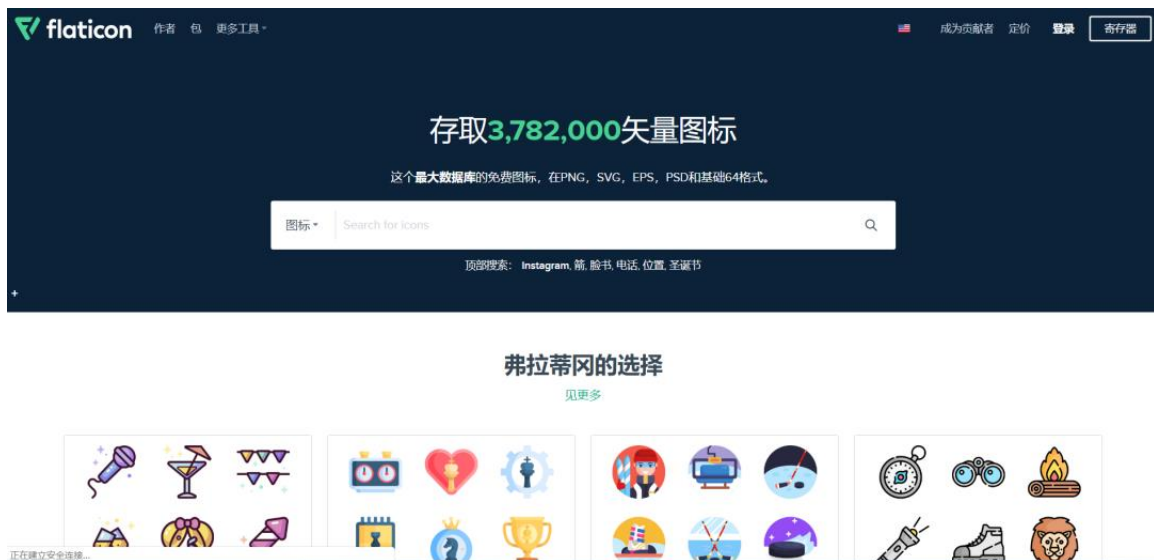 flaticon 作者 包 更多工具 成为贡献者 定价 登录 寄存器
存取3,782,000矢量图标
这个最大数据库的免费图标，在PNG，SVG，EPS，PSD和基础64格式。
图标 Search for icons
顶部搜索： Instagram, 箭, 脸书, 电话, 位置, 圣诞节
弗拉蒂冈的选择
见更多
正在建立安全连接...